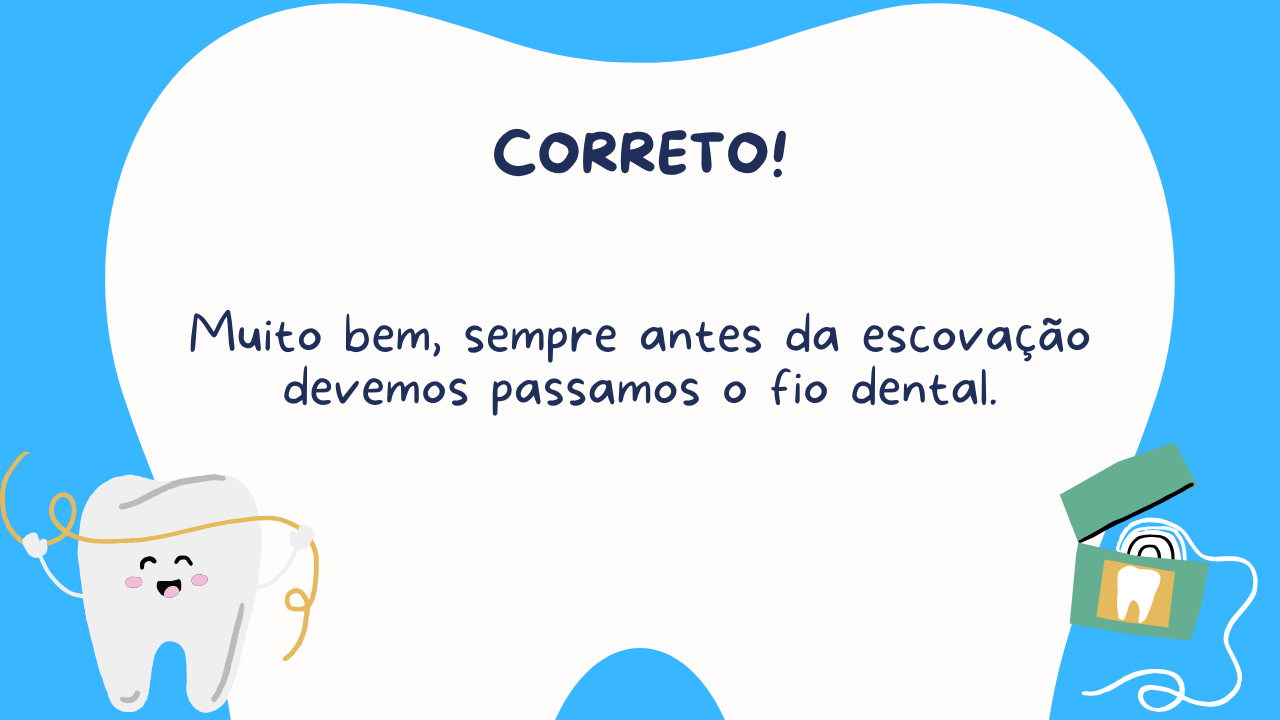 CORRETO!
Muito bem, sempre antes da escovação
devemos passamos o fio dental.